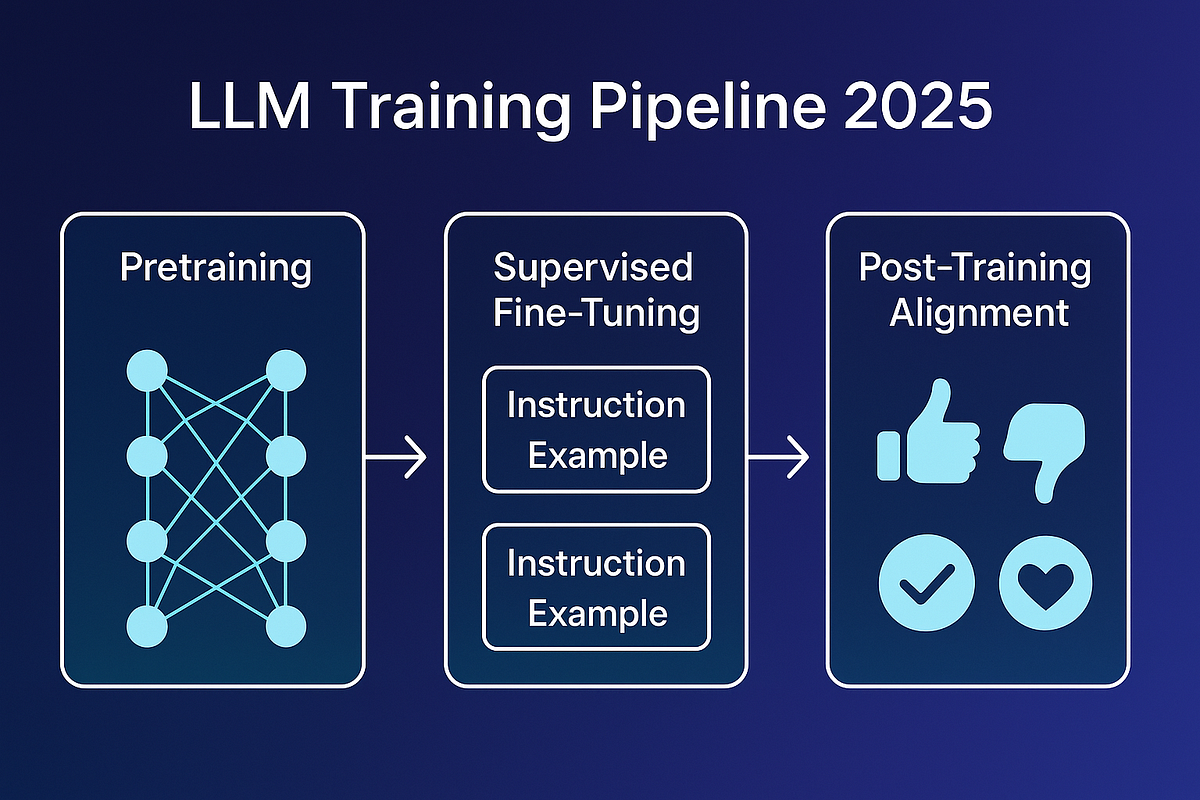 LLM Training Pipeline 2025
Pretraining
Supervised
Fine-Tuning
Instruction
Example
Instruction
Example
Post-Training
Alignment